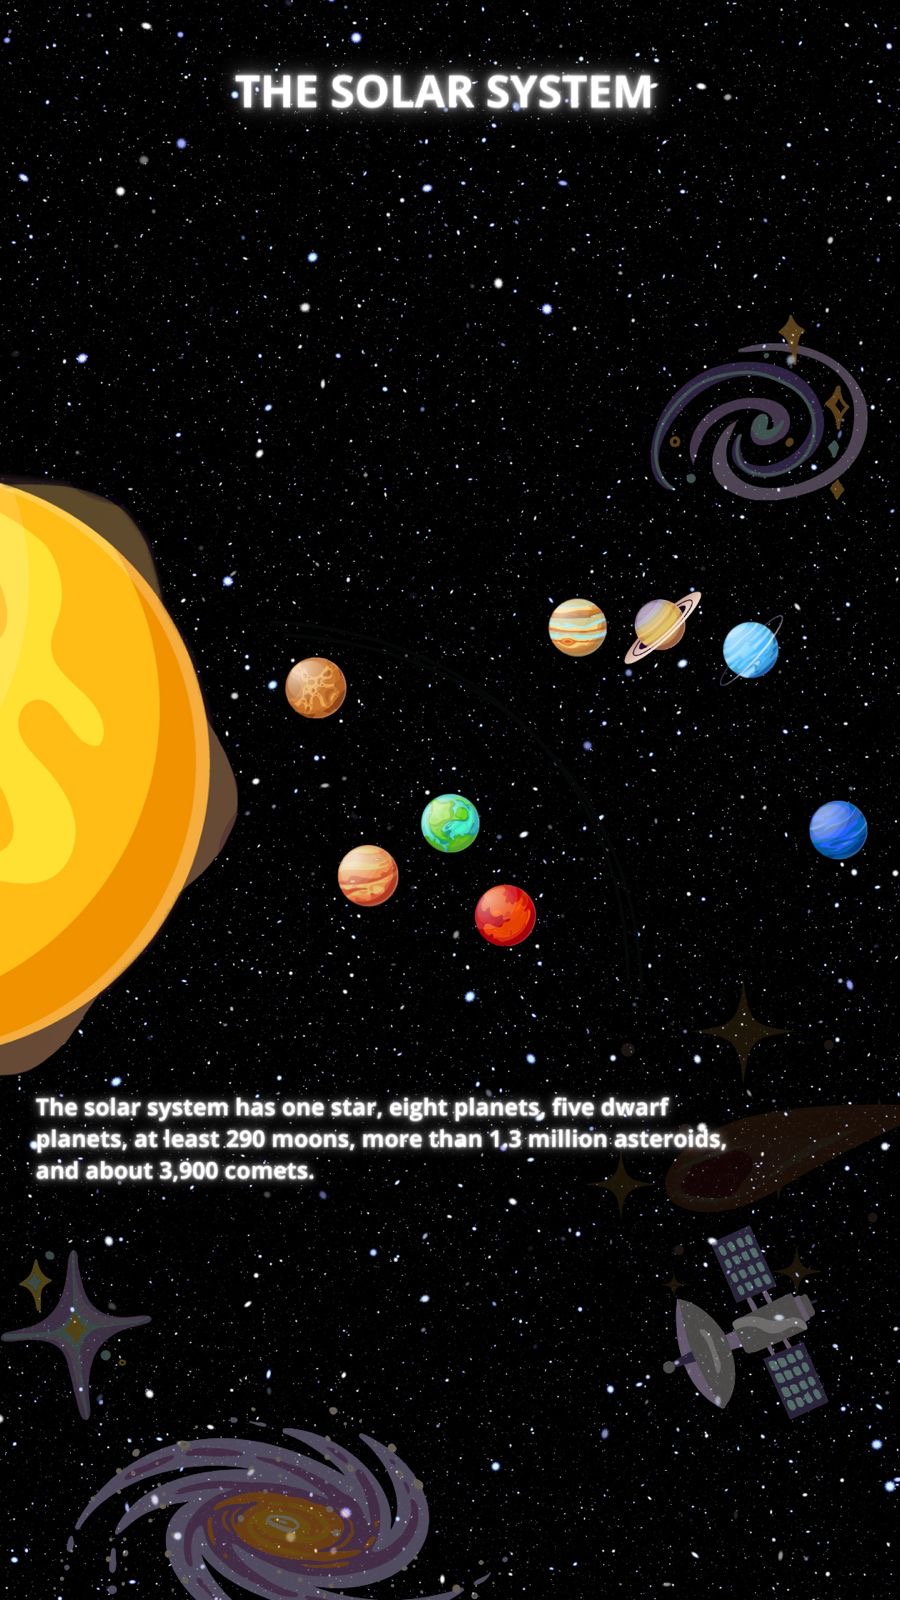 THE SOLAR SYSTEM
The solar system has one star, eight planets, five dwarf
planets, at least 290 moons, more than 1.3 million asteroids,
and about 3,900 comets.